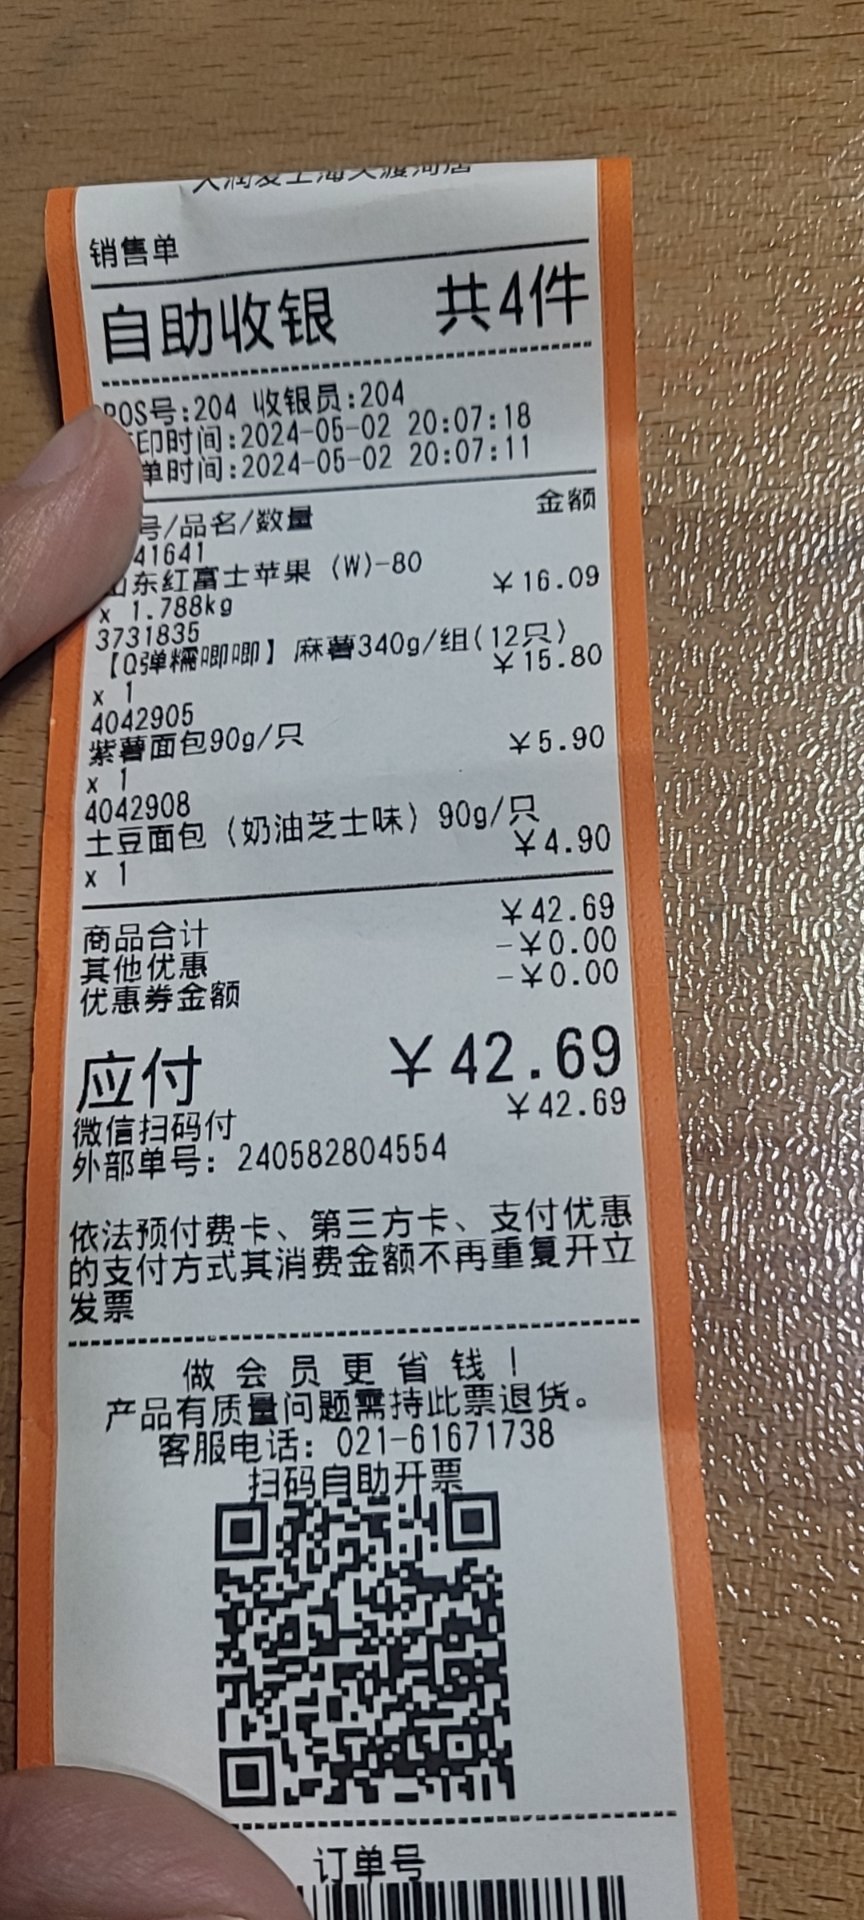 大润发上海大渡河店
销售单
自助收银 共4件
POS号:204 收银员:204
印时间:2024-05-02 20:07:18
单时间:2024-05-02 20:07:11
号/品名/数量 金额
41641
山东红富士苹果 (W)-80
x 1.788kg ￥16.09
3731835
【Q弹糯唧唧】麻薯340g/组(12只)
x 1 ￥15.80
4042905
紫薯面包90g/只
x 1 ￥5.90
4042908
土豆面包（奶油芝士味）90g/只
x 1 ￥4.90
商品合计 ￥42.69
其他优惠 -￥0.00
优惠券金额 -￥0.00
应付 ￥42.69
微信扫码付 ￥42.69
外部单号: 240582804554
依法预付费卡、第三方卡、支付优惠
的支付方式其消费金额不再重复开立
发票
做会员更省钱!
产品有质量问题需持此票退货。
客服电话: 021-61671738
扫码自助开票
订单号